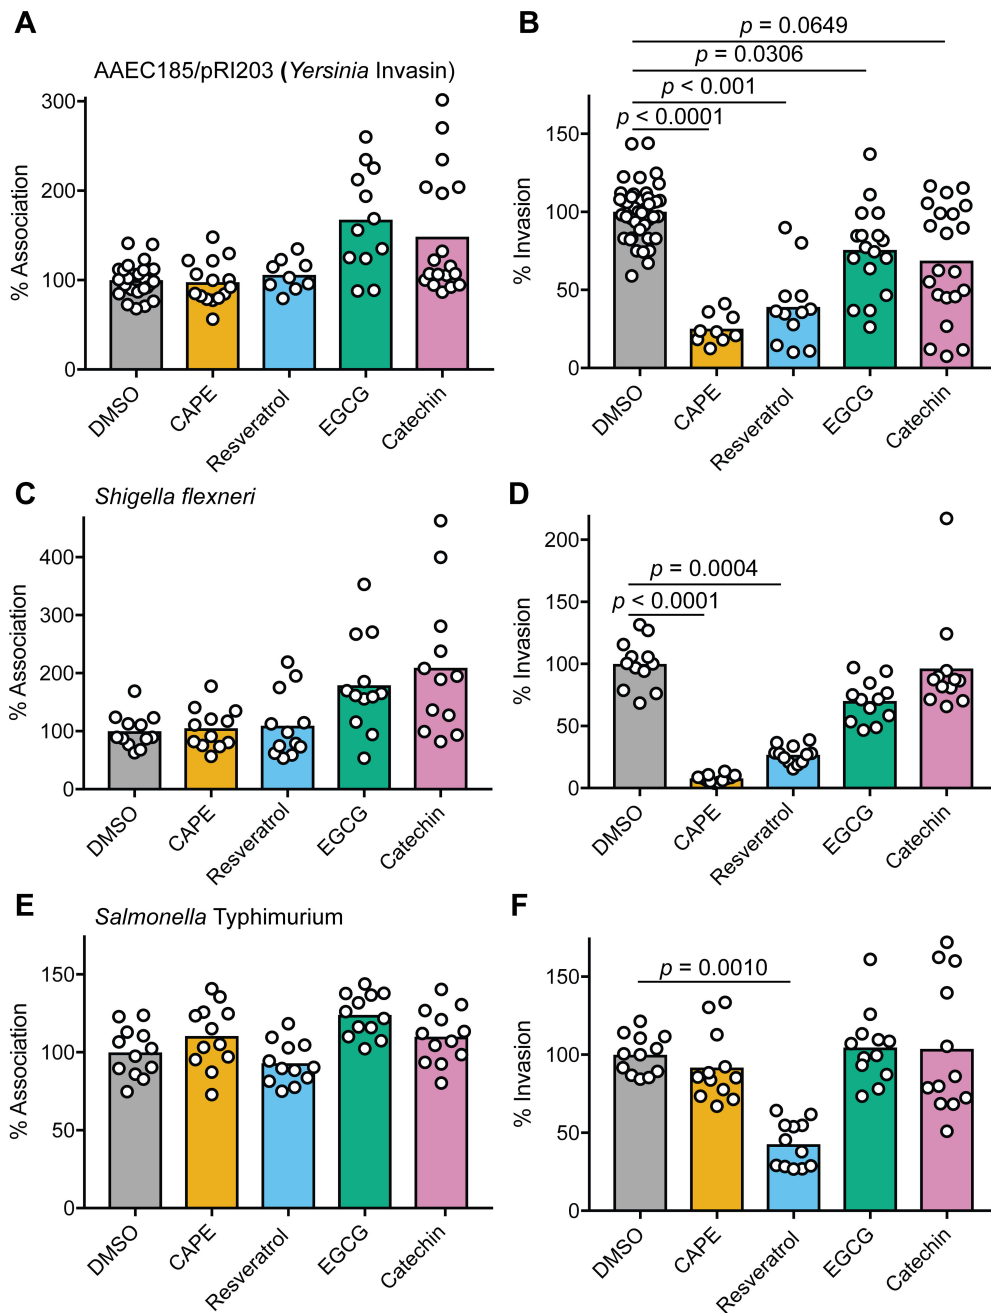 A
AAEC185/pRI203 (Yersinia Invasin)
% Association
300
200
100
0
DMSO
CAPE
Resveratrol
EGCG
Catechin
B
p = 0.0649
p = 0.0306
p < 0.001
p < 0.0001
% Invasion
150
100
50
0
DMSO
CAPE
Resveratrol
EGCG
Catechin
C
Shigella flexneri
% Association
400
300
200
100
0
DMSO
CAPE
Resveratrol
EGCG
Catechin
D
p = 0.0004
p < 0.0001
% Invasion
200
150
100
50
0
DMSO
CAPE
Resveratrol
EGCG
Catechin
E
Salmonella Typhimurium
% Association
150
100
50
0
DMSO
CAPE
Resveratrol
EGCG
Catechin
F
p = 0.0010
% Invasion
150
100
50
0
DMSO
CAPE
Resveratrol
EGCG
Catechin